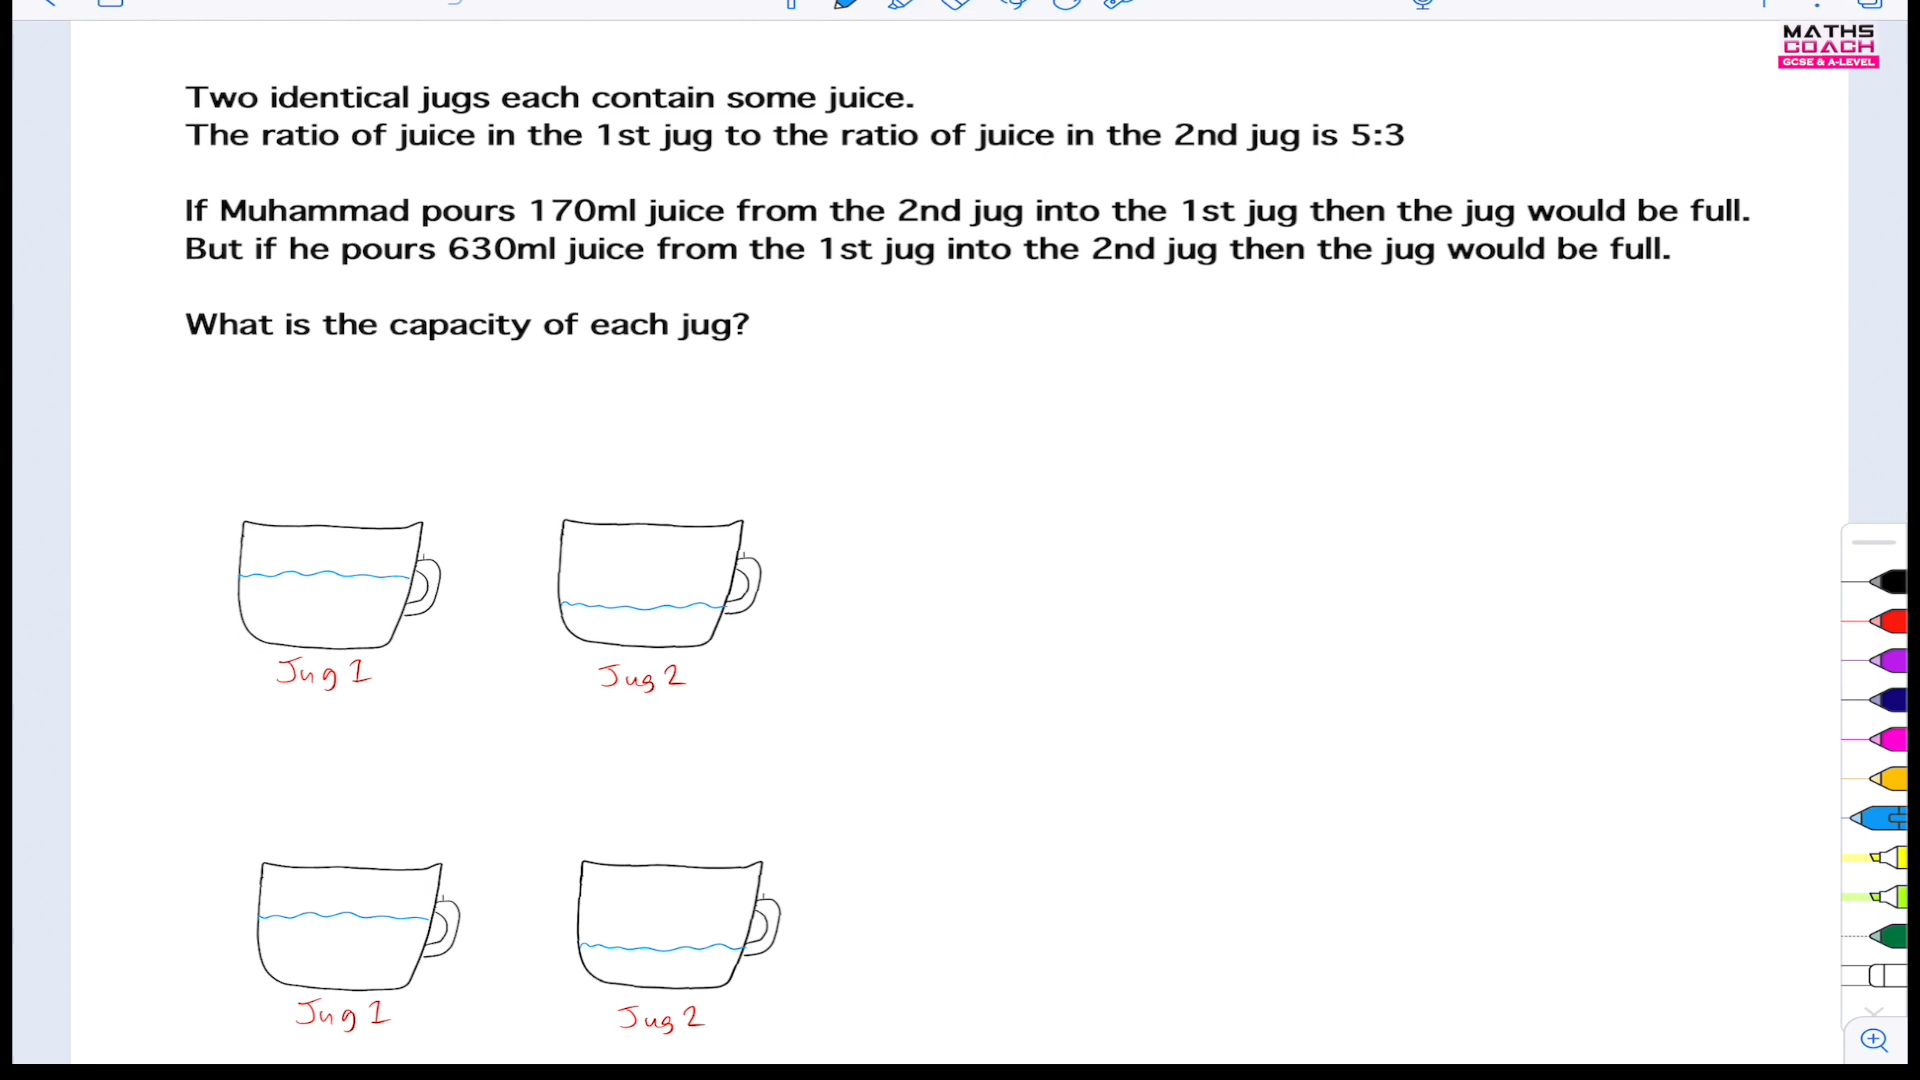 MATHS
COACH
GCSE & A-LEVEL
Two identical jugs each contain some juice.
The ratio of juice in the 1st jug to the ratio of juice in the 2nd jug is 5:3
If Muhammad pours 170ml juice from the 2nd jug into the 1st jug then the jug would be full.
But if he pours 630ml juice from the 1st jug into the 2nd jug then the jug would be full.
What is the capacity of each jug?
Jug 1
Jug 2
Jug 1
Jug 2